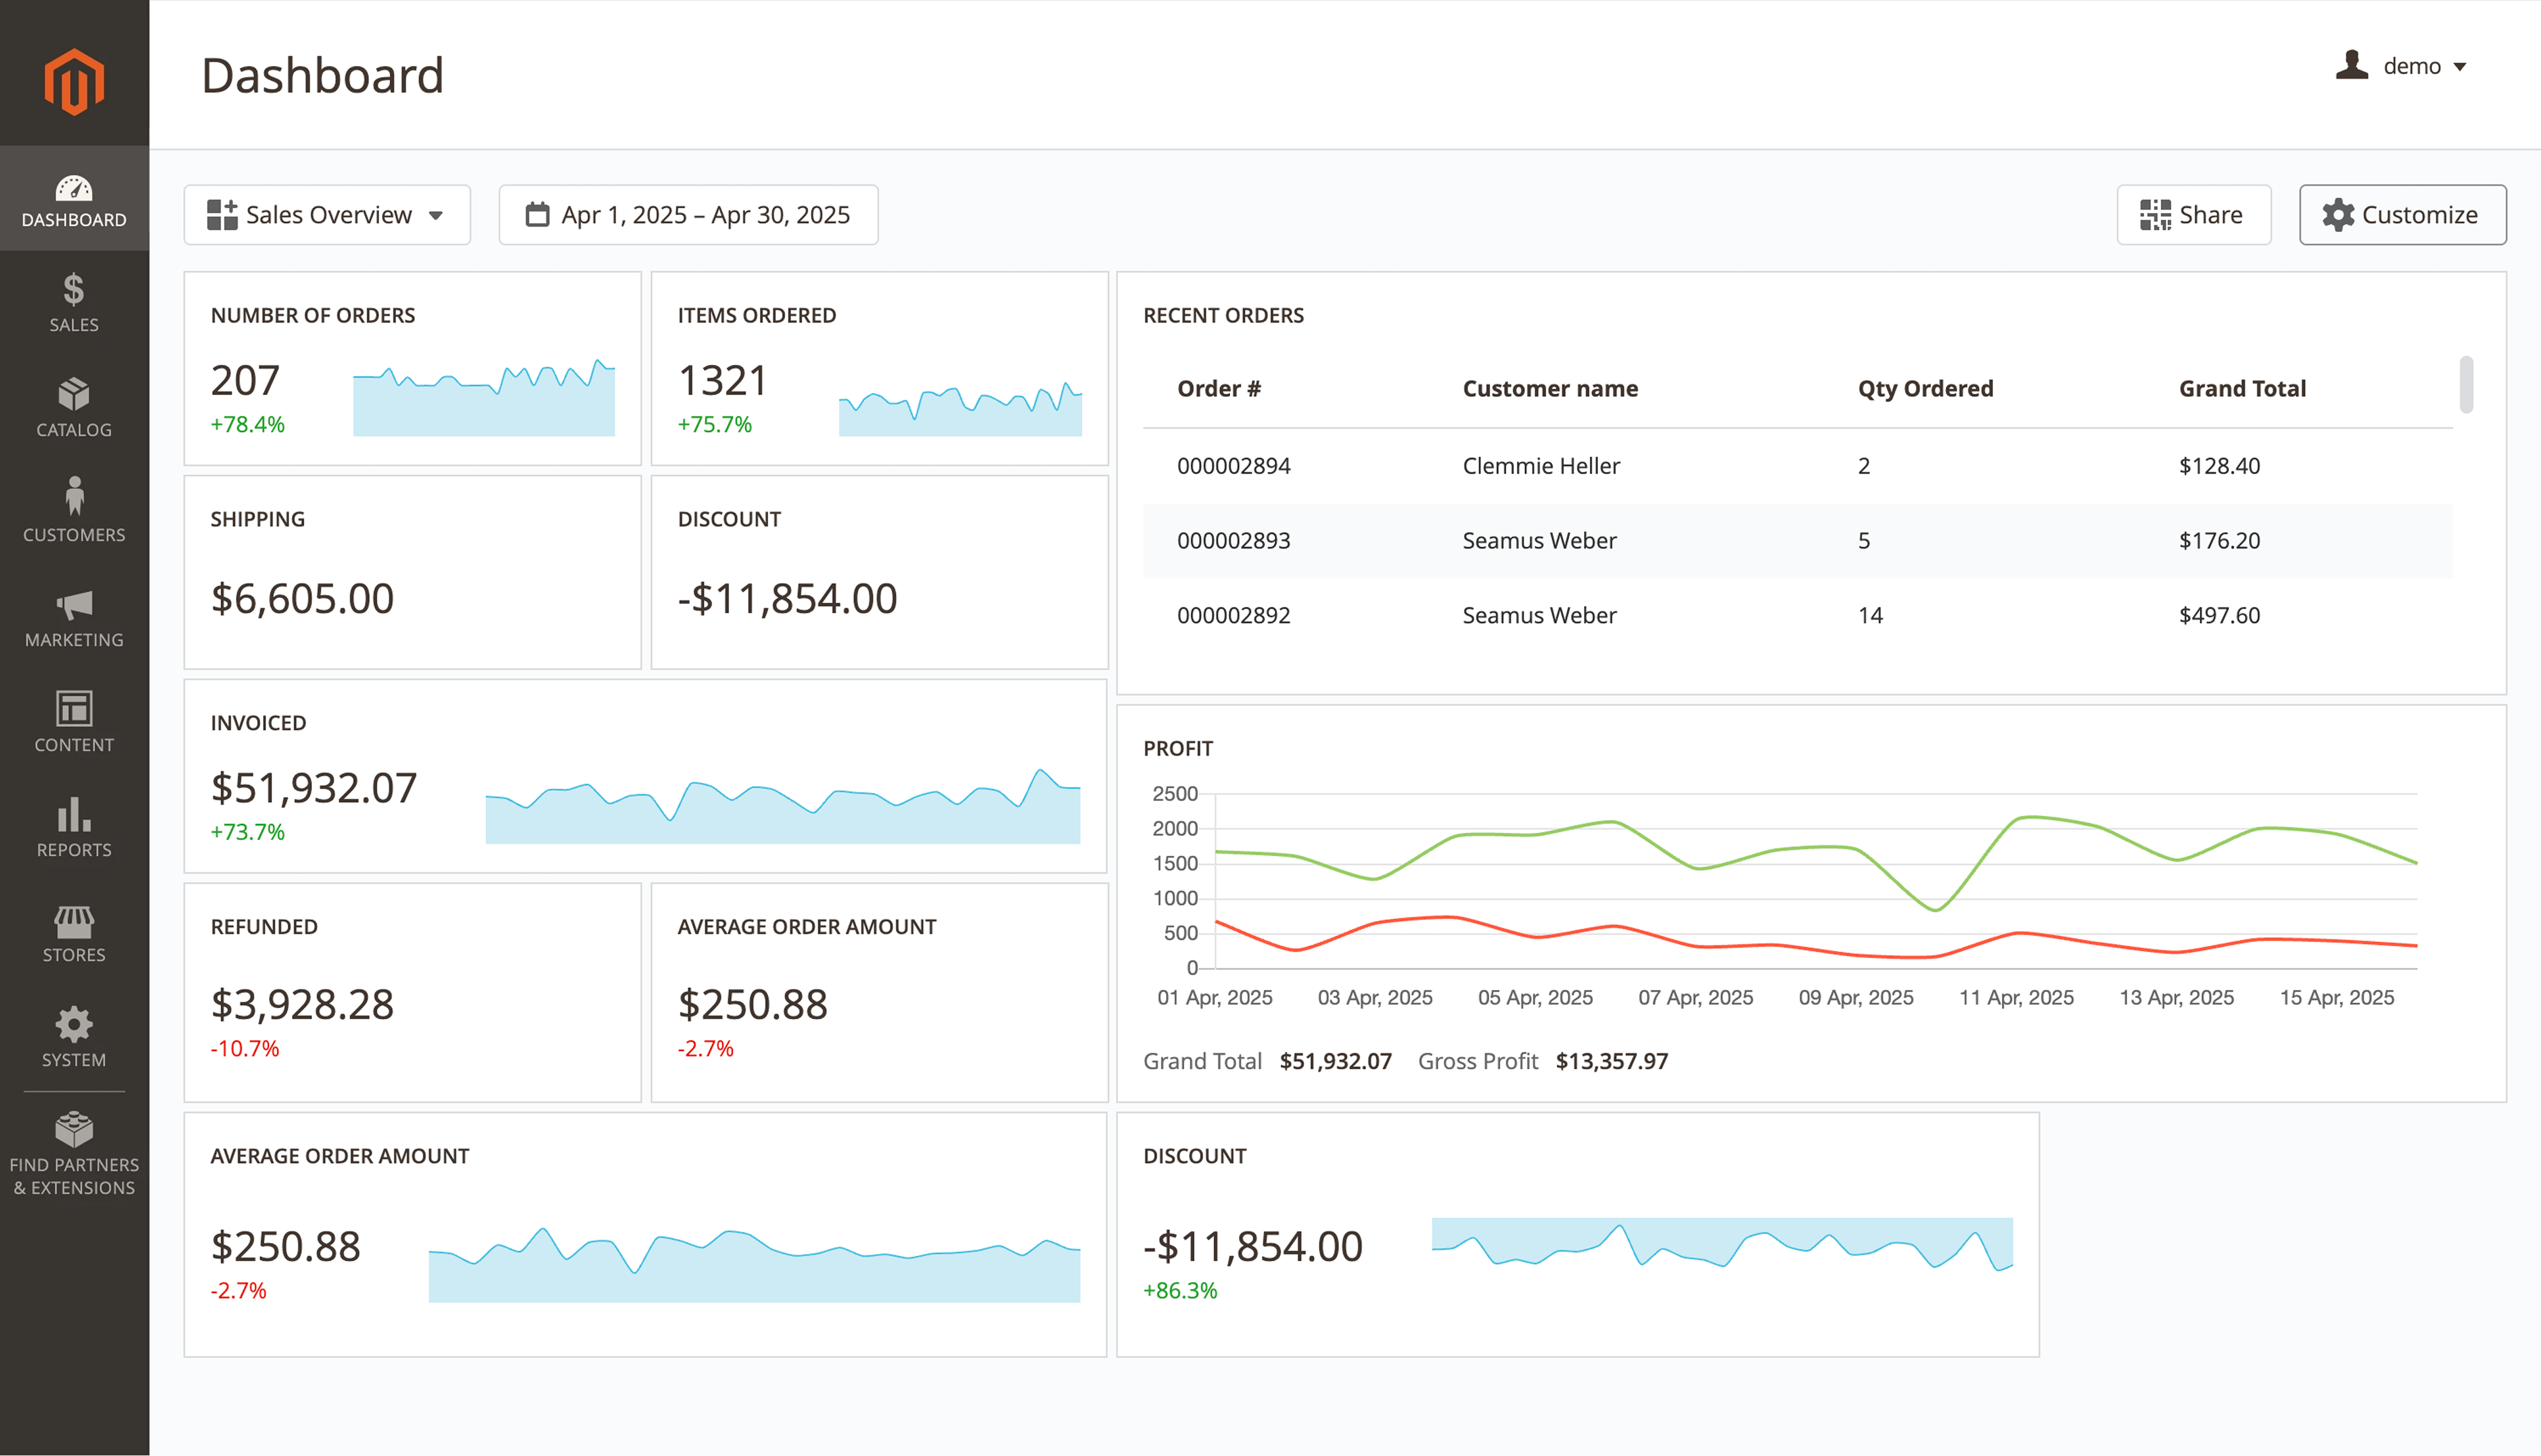 Dashboard
demo
DASHBOARD
SALES
CATALOG
CUSTOMERS
MARKETING
CONTENT
REPORTS
STORES
SYSTEM
FIND PARTNERS
& EXTENSIONS
Sales Overview
Apr 1, 2025 – Apr 30, 2025
Share
Customize
NUMBER OF ORDERS
207
+78.4%
ITEMS ORDERED
1321
+75.7%
SHIPPING
$6,605.00
DISCOUNT
-$11,854.00
INVOICED
$51,932.07
+73.7%
REFUNDED
$3,928.28
-10.7%
AVERAGE ORDER AMOUNT
$250.88
-2.7%
RECENT ORDERS
Order # Customer name Qty Ordered Grand Total
000002894 Clemmie Heller 2 $128.40
000002893 Seamus Weber 5 $176.20
000002892 Seamus Weber 14 $497.60
PROFIT
2500
2000
1500
1000
500
0
01 Apr, 2025 03 Apr, 2025 05 Apr, 2025 07 Apr, 2025 09 Apr, 2025 11 Apr, 2025 13 Apr, 2025 15 Apr, 2025
Grand Total $51,932.07 Gross Profit $13,357.97
AVERAGE ORDER AMOUNT
$250.88
-2.7%
DISCOUNT
-$11,854.00
+86.3%